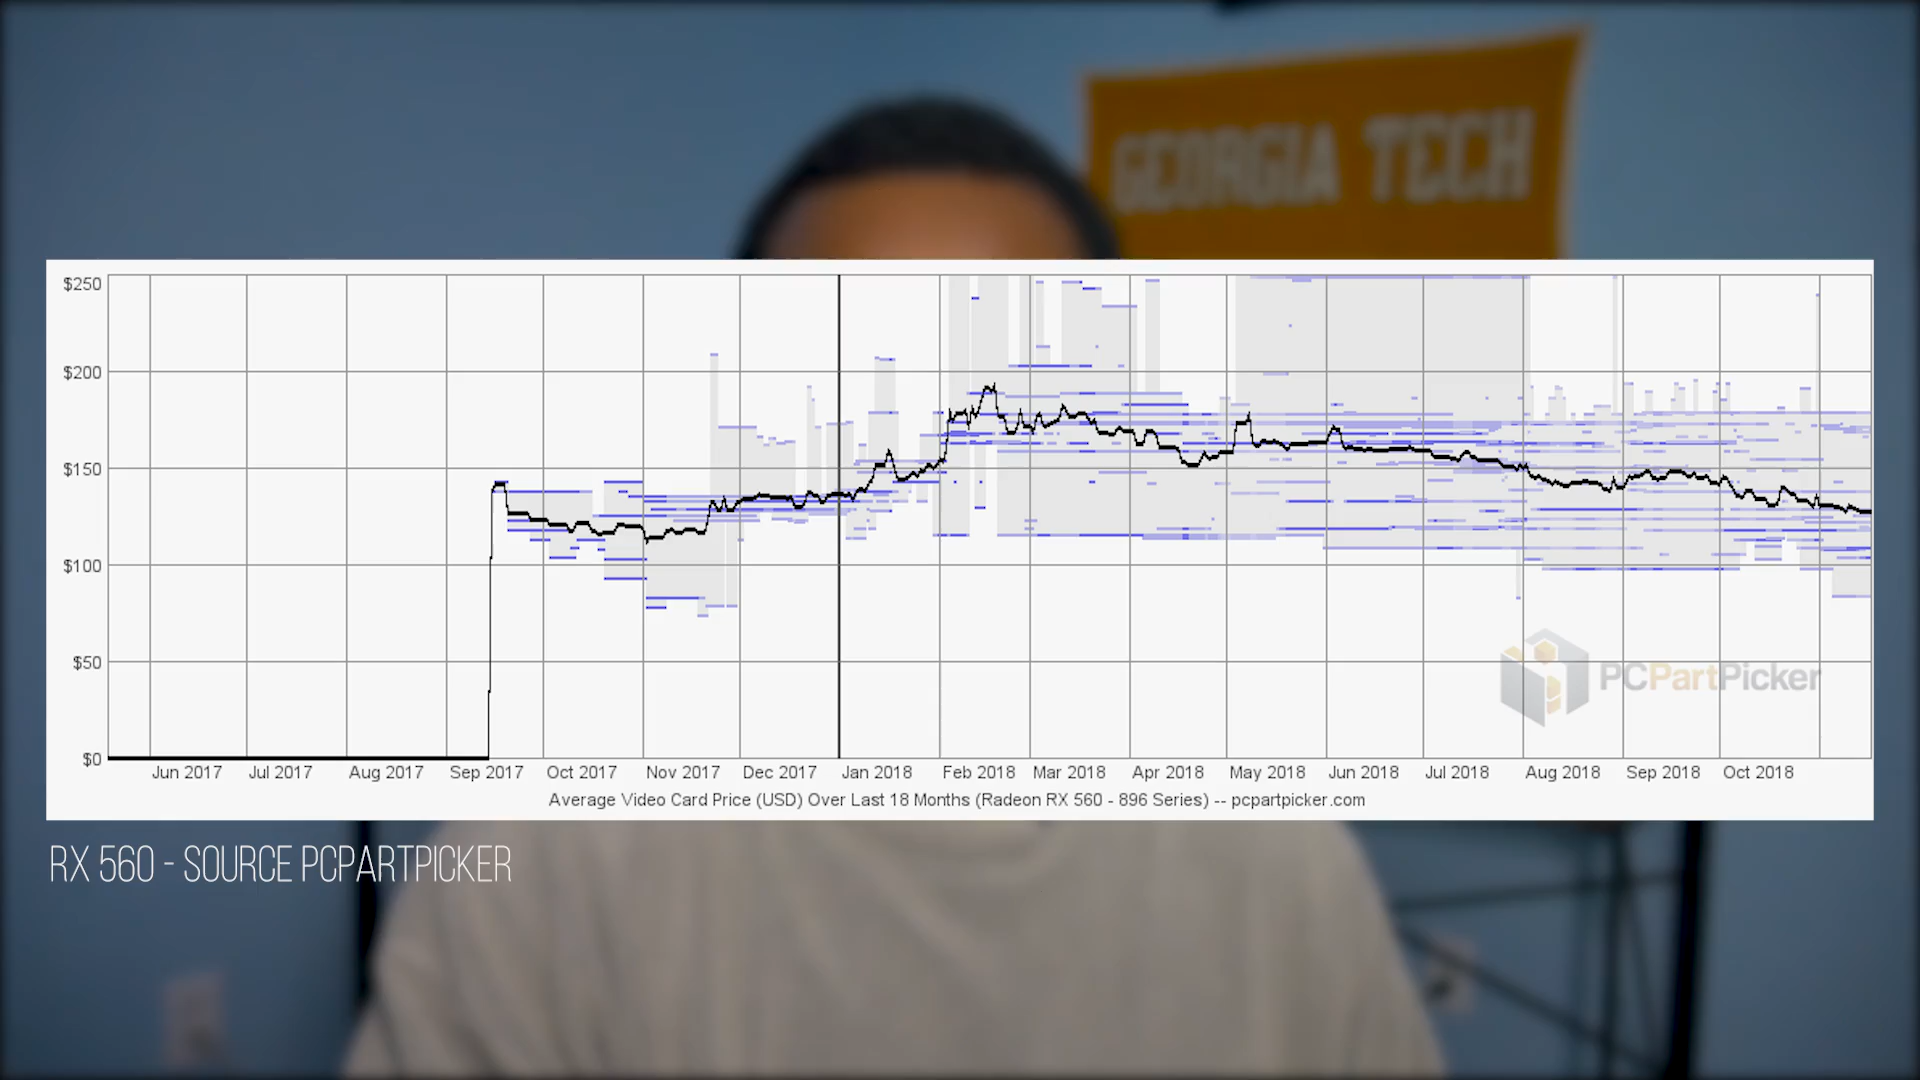 GEORGIA TECH
$250
$200
$150
$100
$50
$0
PCPartPicker
Jun 2017 Jul 2017 Aug 2017 Sep 2017 Oct 2017 Nov 2017 Dec 2017 Jan 2018 Feb 2018 Mar 2018 Apr 2018 May 2018 Jun 2018 Jul 2018 Aug 2018 Sep 2018 Oct 2018
Average Video Card Price (USD) Over Last 18 Months (Radeon RX 560 - 896 Series) -- pcpartpicker.com
RX 560 - SOURCE PCPARTPICKER